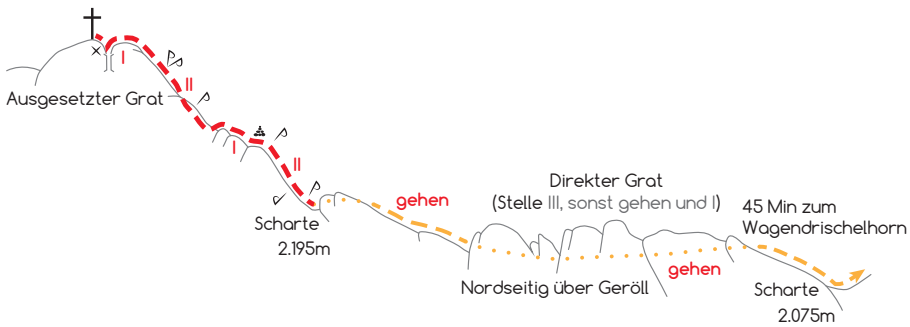 I
II
Ausgesetzter Grat
I
II
gehen
Direkter Grat
(Stelle III, sonst gehen und I)
45 Min zum
Wagendrischelhorn
Scharte
2.195m
gehen
Nordseitig über Geröll
Scharte
2.075m